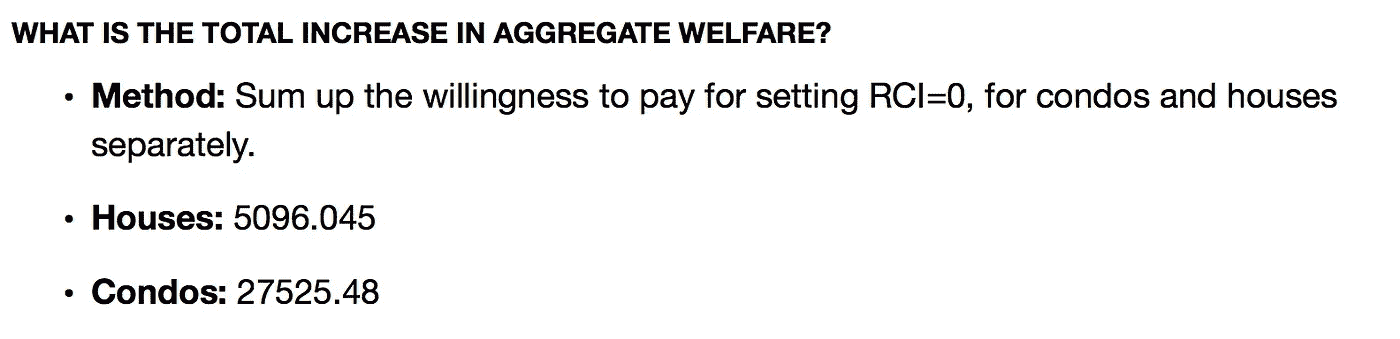 WHAT IS THE TOTAL INCREASE IN AGGREGATE WELFARE?
• Method: Sum up the willingness to pay for setting RCI=0, for condos and houses
separately.
• Houses: 5096.045
• Condos: 27525.48